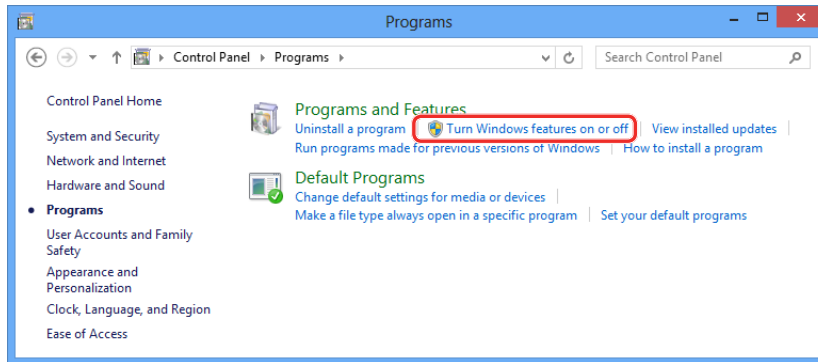 Programs
Control Panel Programs
Search Control Panel
Control Panel Home
System and Security
Network and Internet
Hardware and Sound
Programs
User Accounts and Family
Safety
Appearance and
Personalization
Clock, Language, and Region
Ease of Access
Programs and Features
Uninstall a program Turn Windows features on or off View installed updates
Run programs made for previous versions of Windows How to install a program
Default Programs
Change default settings for media or devices
Make a file type always open in a specific program Set your default programs